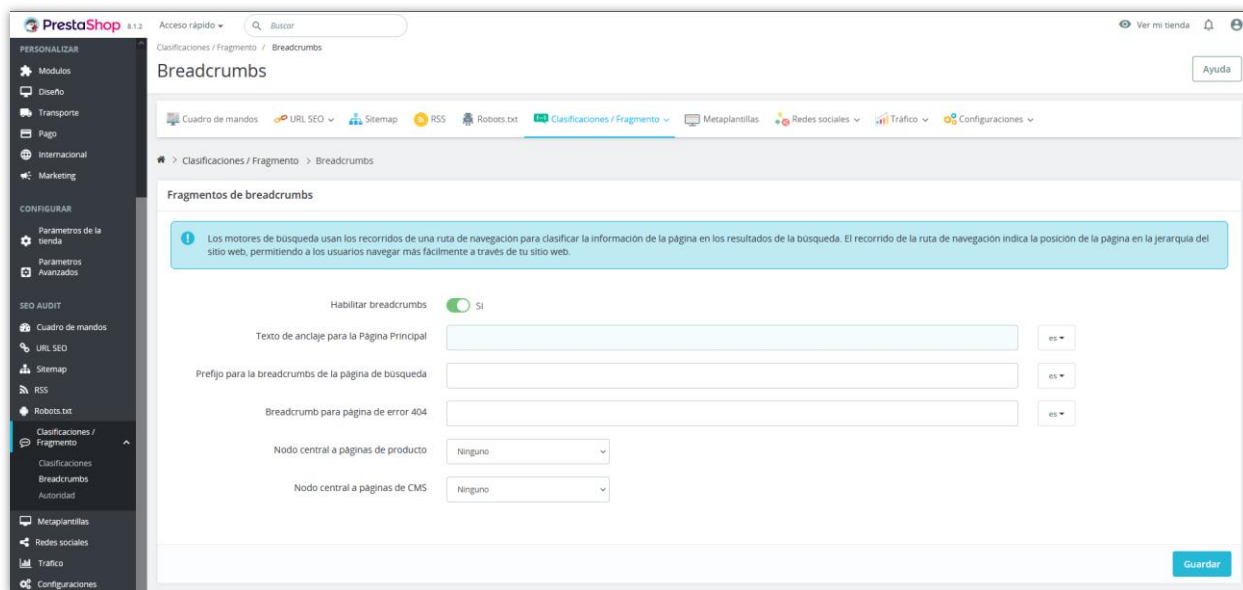 PrestaShop 8.1.2 Acceso rápido Buscar Ver mi tienda
PERSONALIZAR
Modulos
Diseño
Transporte
Pago
Internacional
Marketing
CONFIGURAR
Parametros de la
tienda
Parametros
Avanzados
SEO AUDIT
Cuadro de mandos
URL SEO
Sitemap
RSS
Robots.txt
Clasificaciones /
Fragmento
Clasificaciones
Breadcrumbs
Autoridad
Metaplantillas
Redes sociales
Tráfico
Configuraciones
Clasificaciones / Fragmento / Breadcrumbs
Breadcrumbs
Ayuda
Cuadro de mandos URL SEO Sitemap RSS Robots.txt Clasificaciones / Fragmento Metaplantillas Redes sociales Tráfico Configuraciones
> Clasificaciones / Fragmento > Breadcrumbs
Fragmentos de breadcrumbs
Los motores de búsqueda usan los recorridos de una ruta de navegación para clasificar la información de la página en los resultados de la búsqueda. El recorrido de la ruta de navegación indica la posición de la página en la jerarquía del
sitio web, permitiendo a los usuarios navegar más fácilmente a través de tu sitio web.
Habilitar breadcrumbs SI
Texto de anclaje para la Página Principal es
Prefijo para la breadcrumbs de la página de búsqueda es
Breadcrumb para página de error 404 es
Nodo central a páginas de producto Ninguno
Nodo central a páginas de CMS Ninguno
Guardar